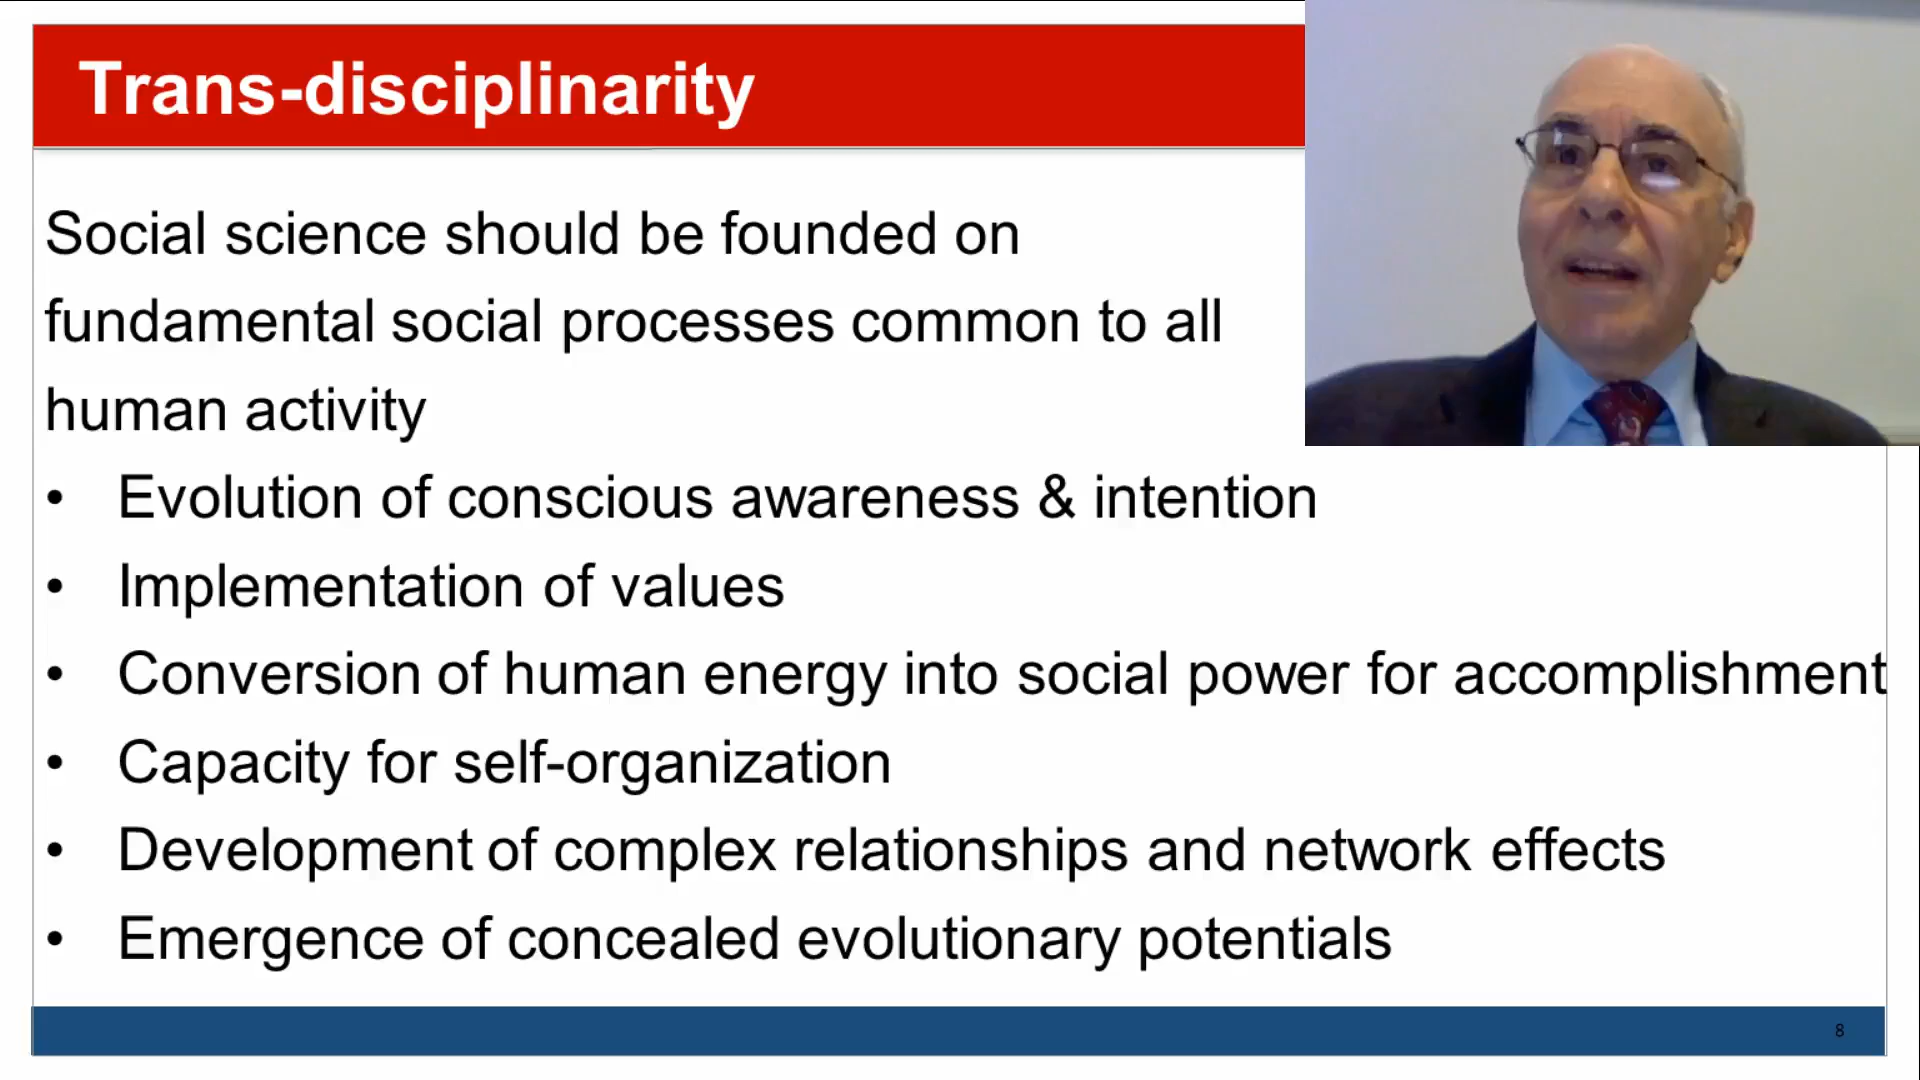 Trans-disciplinarity
Social science should be founded on
fundamental social processes common to all
human activity
• Evolution of conscious awareness & intention
• Implementation of values
• Conversion of human energy into social power for accomplishment
• Capacity for self-organization
• Development of complex relationships and network effects
• Emergence of concealed evolutionary potentials
8